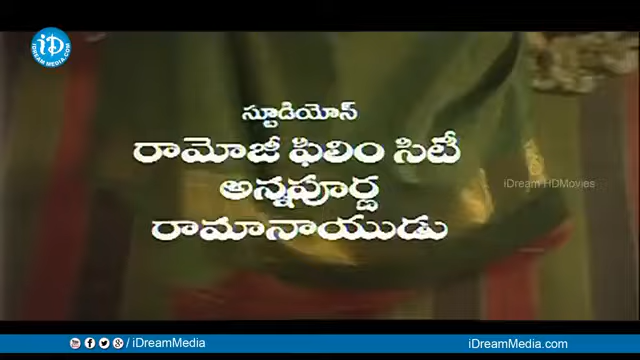 iD
iDREAM MEDIA.COM
స్టూడియోస్
రామోజీ ఫిలిం సిటీ
అన్నపూర్ణ
రామానాయుడు
iDream HDMovies
/ iDreamMedia
iDreamMedia.com